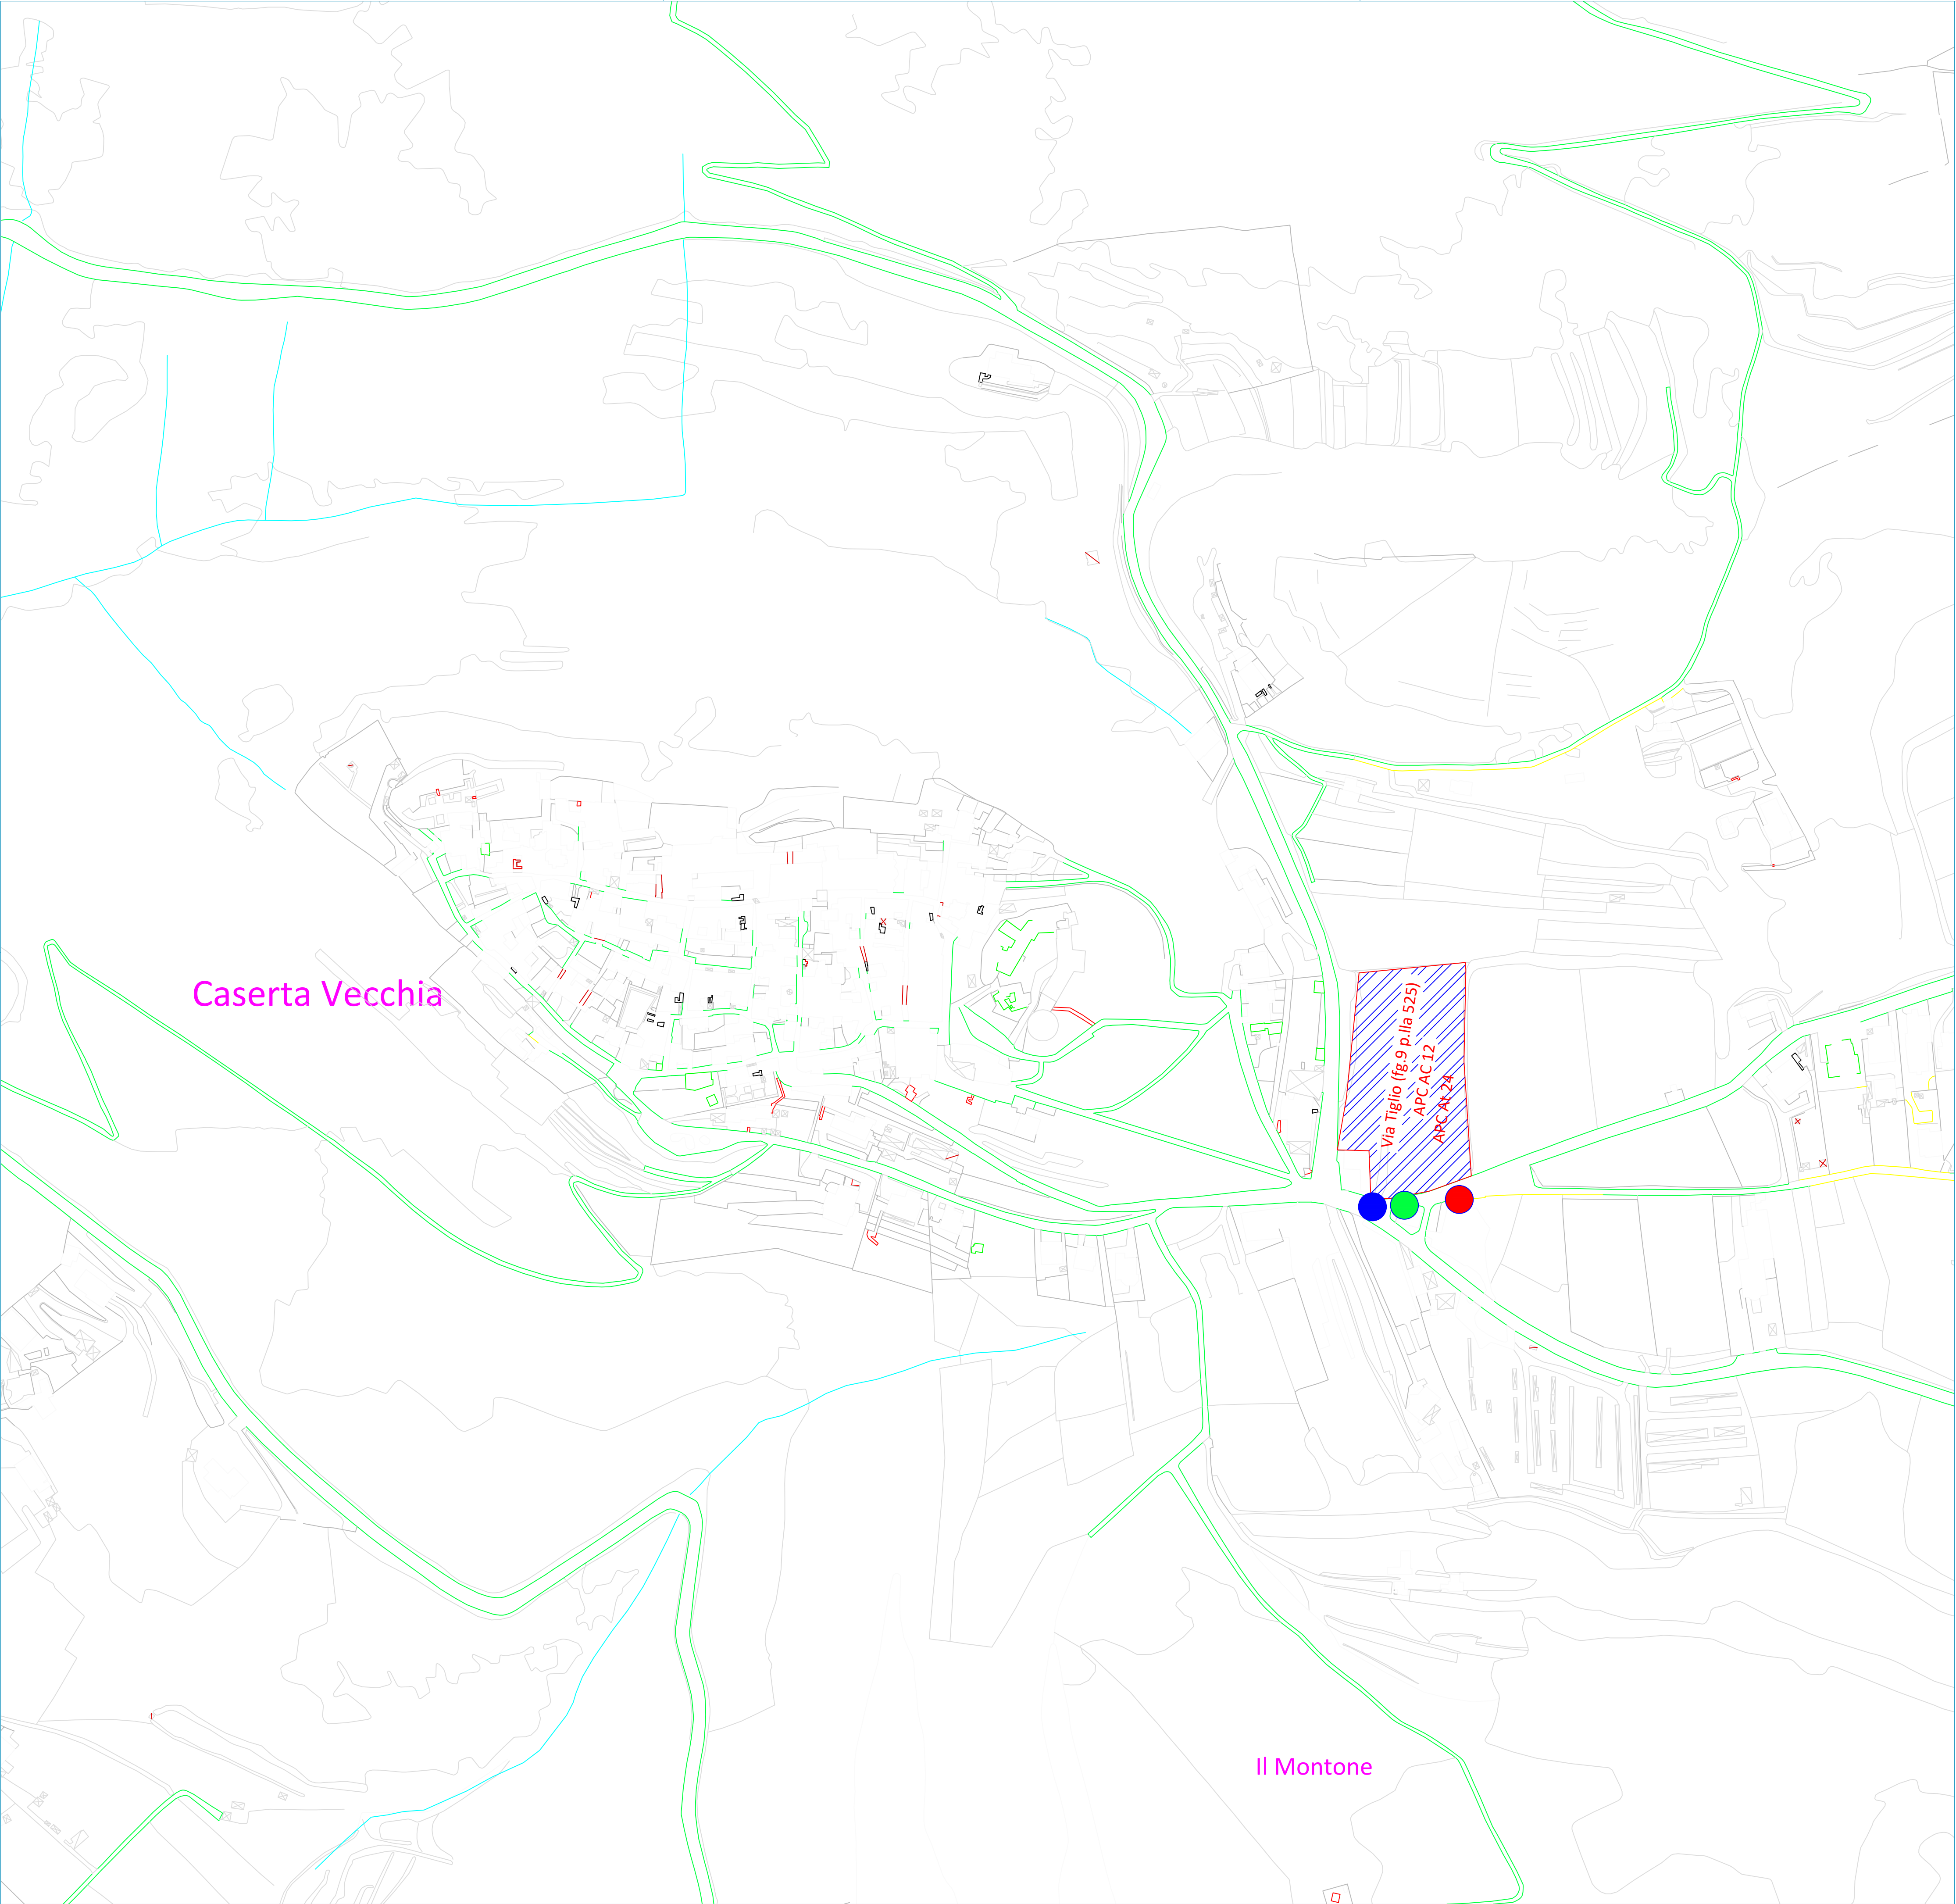 Caserta Vecchia
Via Tiglio (fg.9 p.lla 525)
APC AC 12
APC At 24
Il Montone